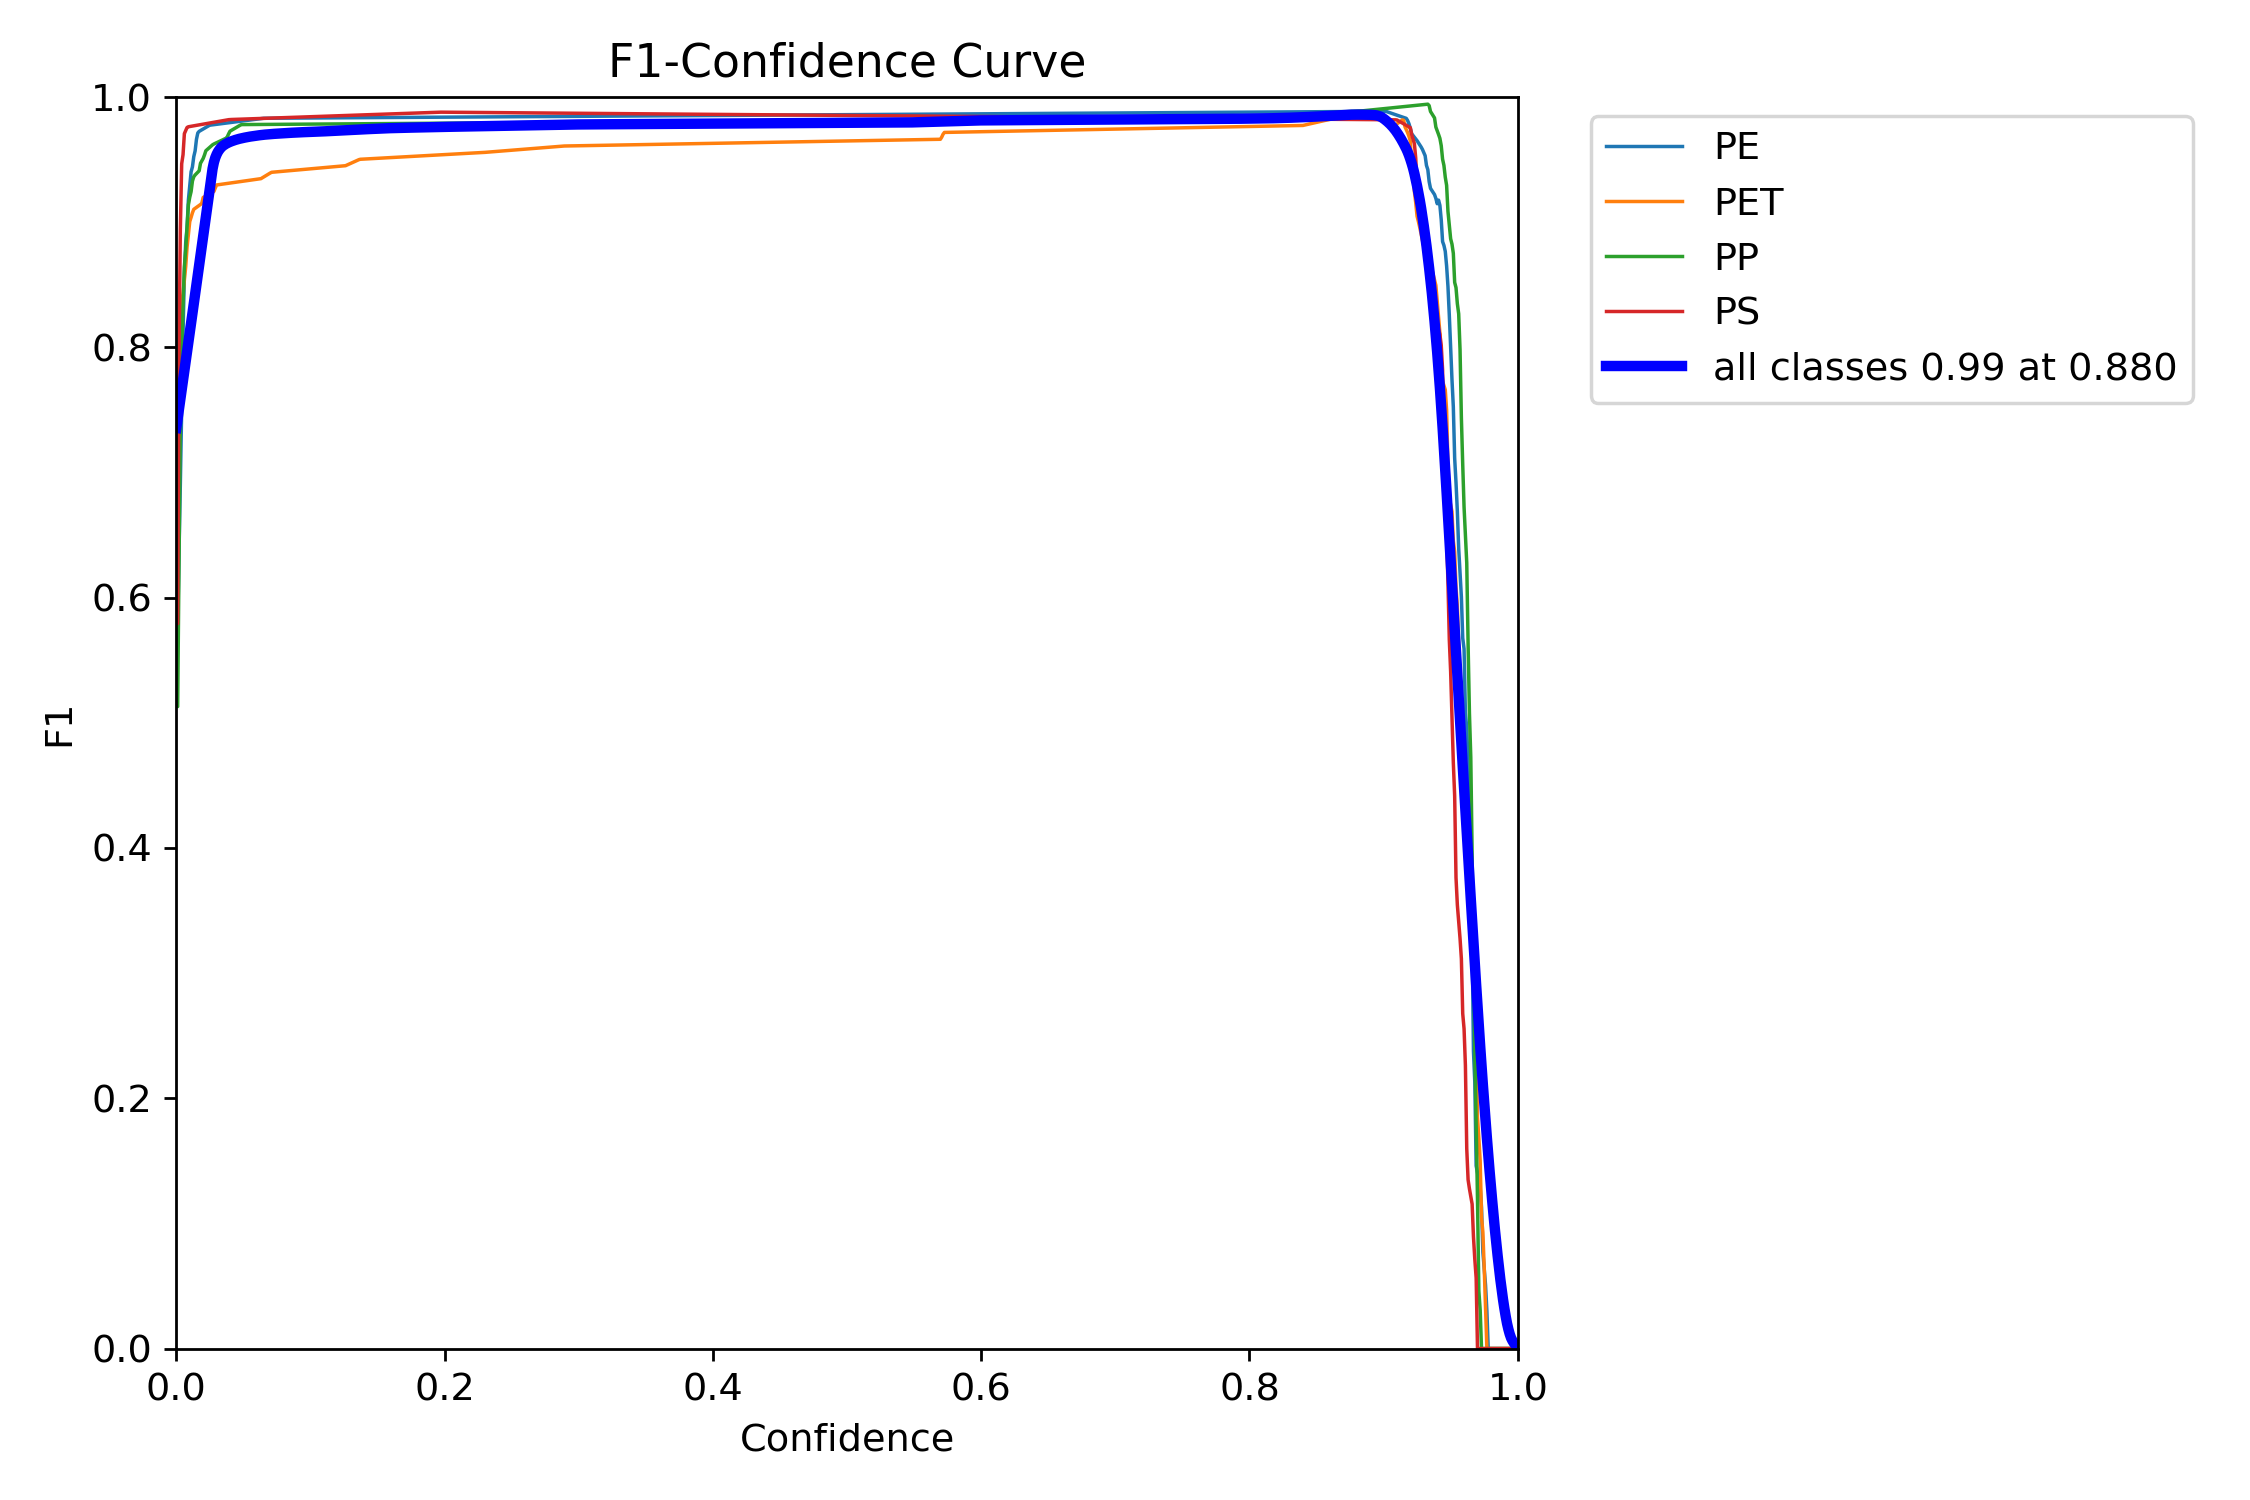 F1-Confidence Curve
1.0
0.8
0.6
0.4
0.2
0.0
F1
0.0 0.2 0.4 0.6 0.8 1.0
Confidence
PE
PET
PP
PS
all classes 0.99 at 0.880